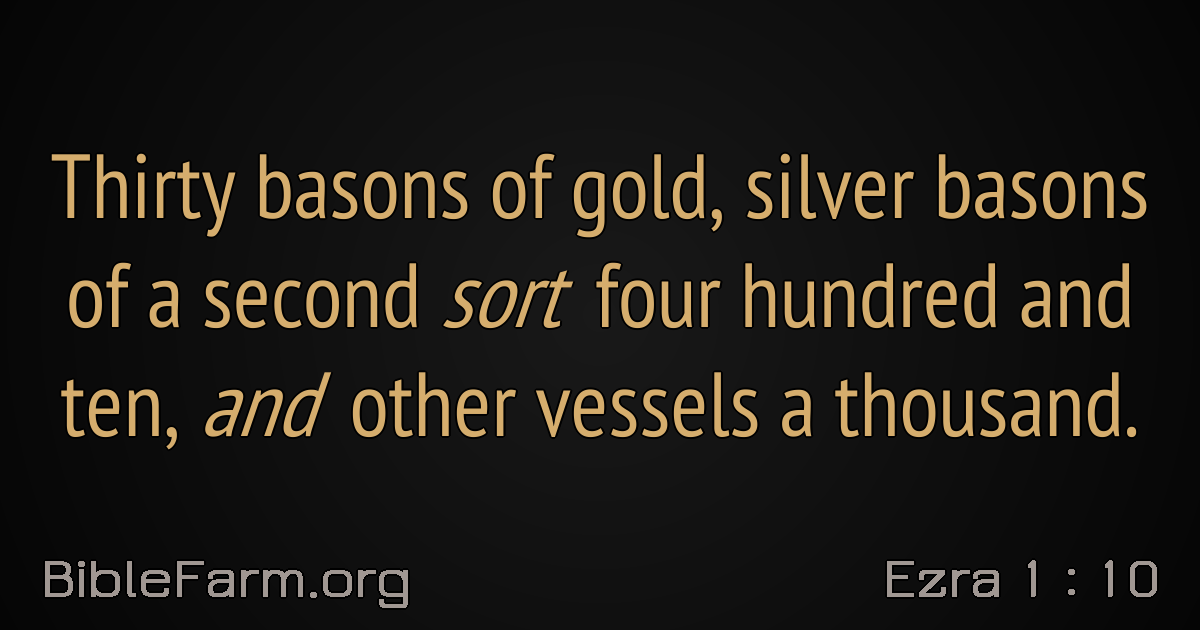 Thirty basons of gold, silver basons
of a second sort four hundred and
ten, and other vessels a thousand.
BibleFarm.org
Ezra 1 : 10